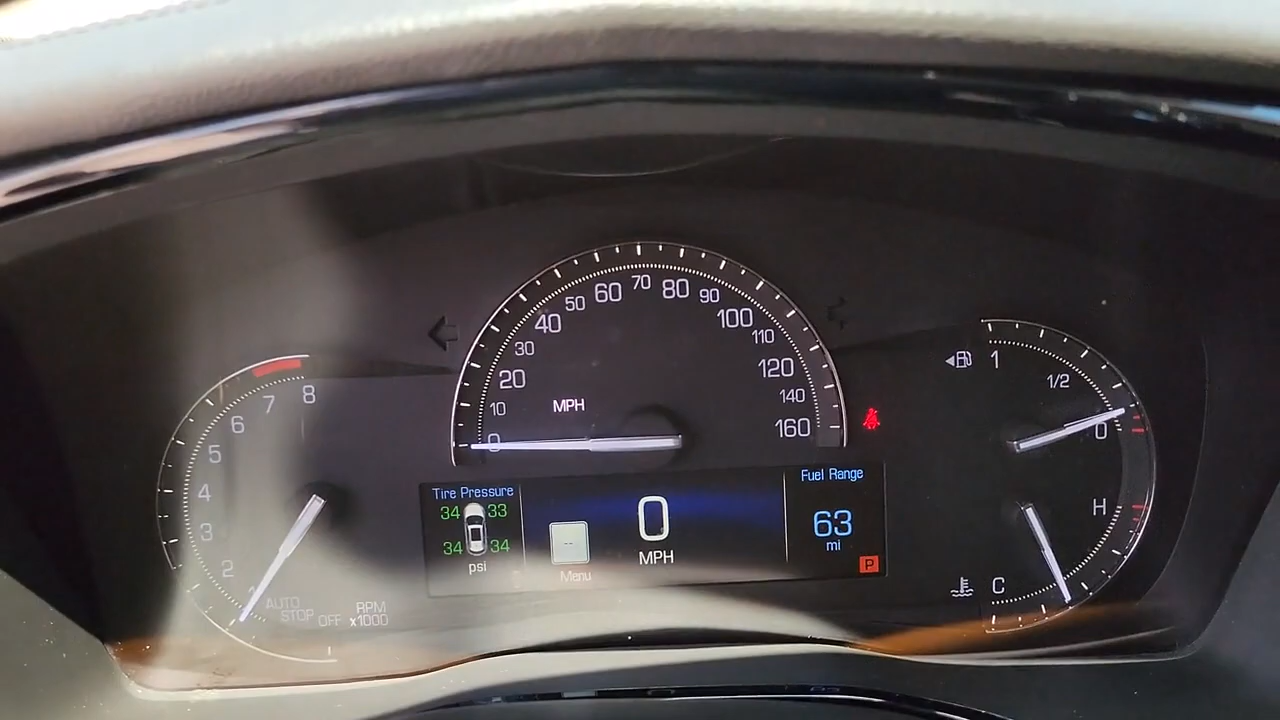 8
7
6
5
4
3
2
AUTO
STOP
OFF
RPM
x1000
0
10
20
30
40
50
60
70
80
90
100
110
120
140
160
MPH
Tire Pressure
34 33
34 34
psi
--
Menu
0
MPH
Fuel Range
63
mi
P
1
1/2
0
H
C